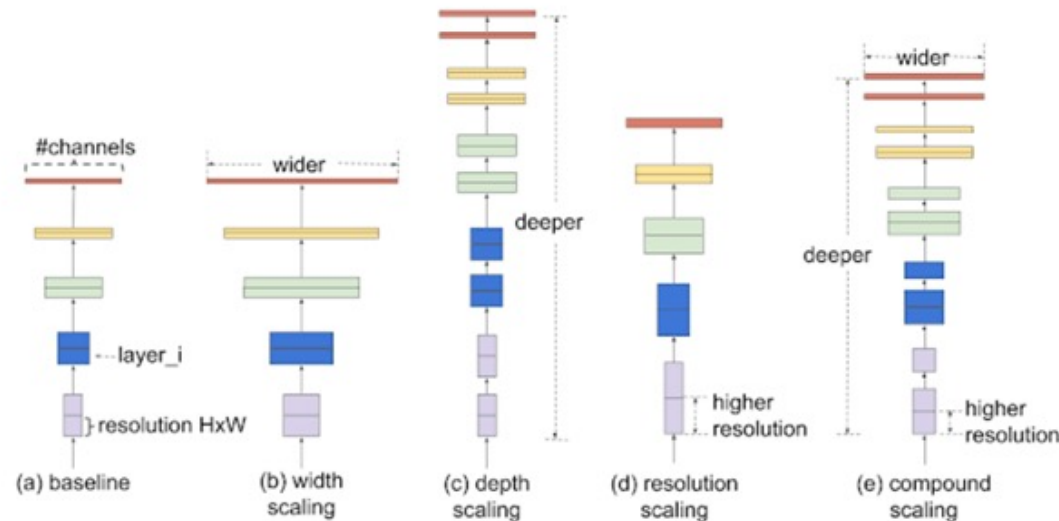 #channels
layer_i
resolution HxW
(a) baseline
wider
(b) width
scaling
deeper
(c) depth
scaling
higher
resolution
(d) resolution
scaling
wider
deeper
higher
resolution
(e) compound
scaling